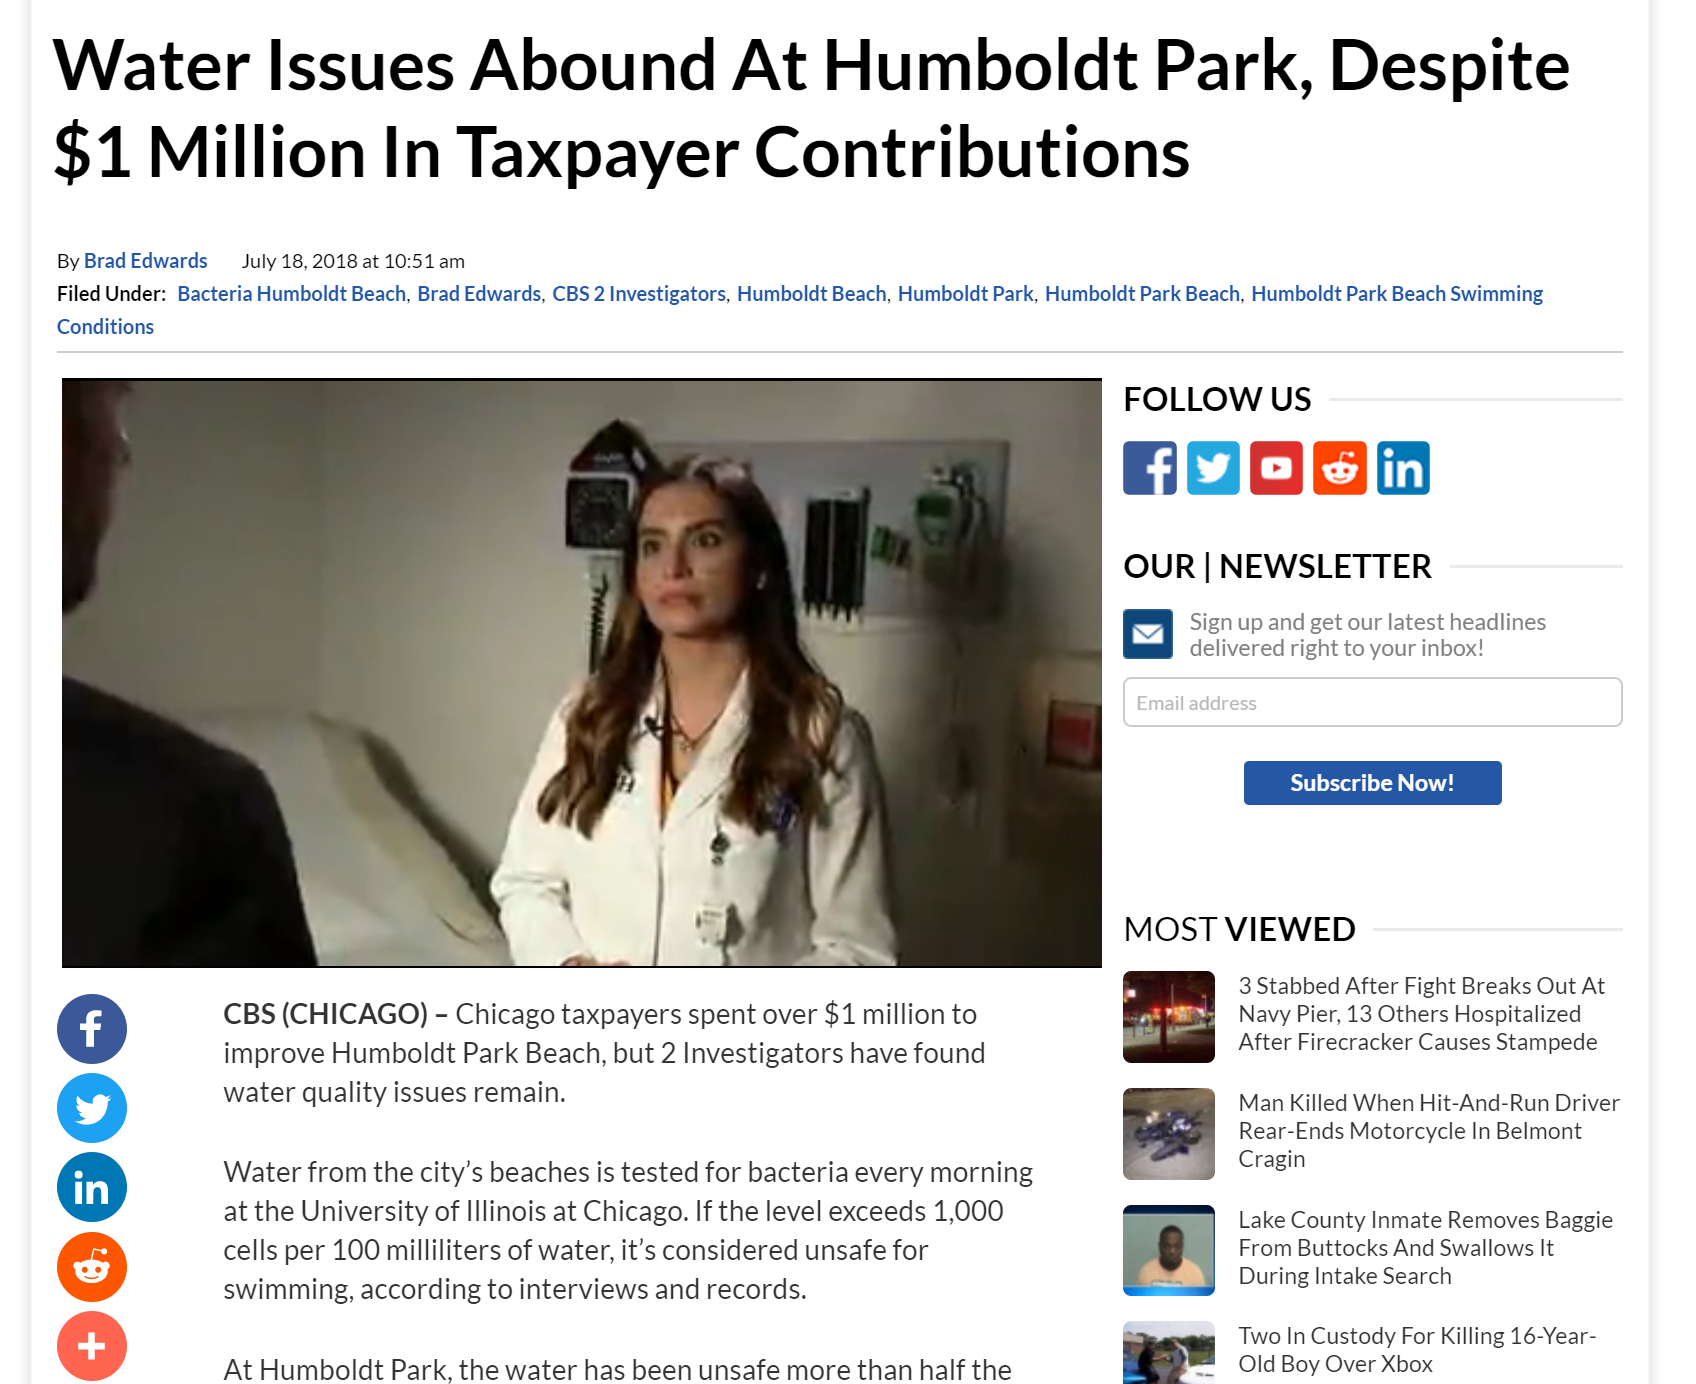 Water Issues Abound At Humboldt Park, Despite
$1 Million In Taxpayer Contributions
By Brad Edwards July 18, 2018 at 10:51 am
Filed Under: Bacteria Humboldt Beach, Brad Edwards, CBS 2 Investigators, Humboldt Beach, Humboldt Park, Humboldt Park Beach, Humboldt Park Beach Swimming
Conditions
FOLLOW US
OUR | NEWSLETTER
Sign up and get our latest headlines
delivered right to your inbox!
Email address
Subscribe Now!
MOST VIEWED
3 Stabbed After Fight Breaks Out At
Navy Pier, 13 Others Hospitalized
After Firecracker Causes Stampede
Man Killed When Hit-And-Run Driver
Rear-Ends Motorcycle In Belmont
Cragin
Lake County Inmate Removes Baggie
From Buttocks And Swallows It
During Intake Search
Two In Custody For Killing 16-Year-
Old Boy Over Xbox
CBS (CHICAGO) – Chicago taxpayers spent over $1 million to
improve Humboldt Park Beach, but 2 Investigators have found
water quality issues remain.
Water from the city’s beaches is tested for bacteria every morning
at the University of Illinois at Chicago. If the level exceeds 1,000
cells per 100 milliliters of water, it’s considered unsafe for
swimming, according to interviews and records.
At Humboldt Park, the water has been unsafe more than half the